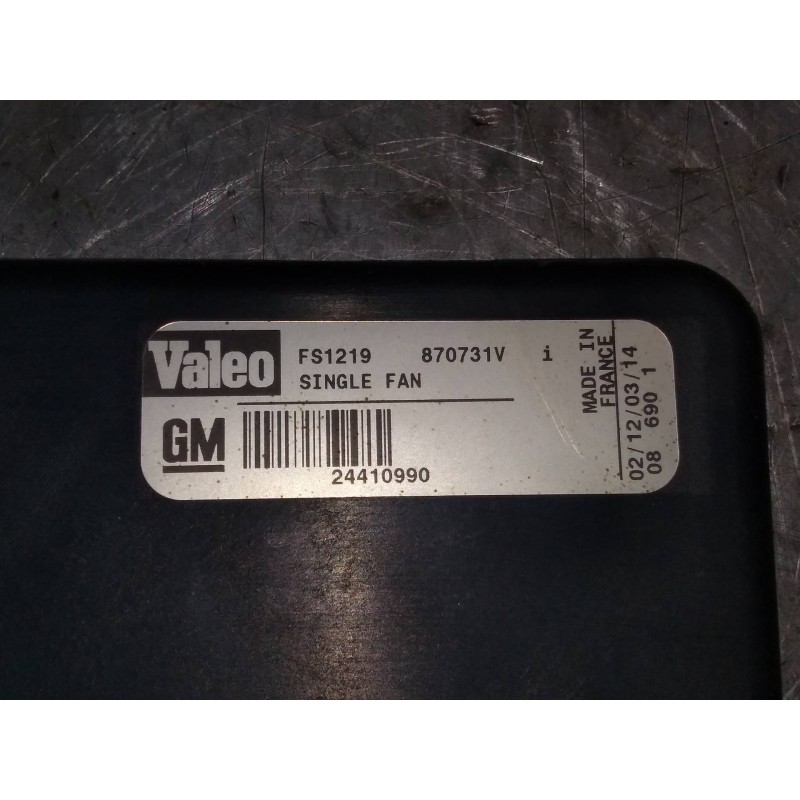 Valeo FS1219 870731V i
SINGLE FAN
GM
24410990
MADE IN
FRANCE
02/12/03/14
08 690 1